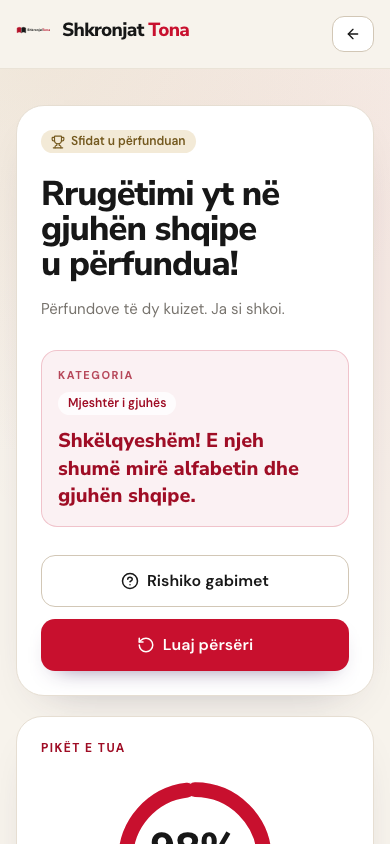 Shkronjat Tona
Sfidat u përfunduan
Rrugëtimi yt në
gjuhën shqipe
u përfundua!
Përfundove të dy kuizet. Ja si shkoi.
KATEGORIA
Mjeshtër i gjuhës
Shkëlqyeshëm! E njeh
shumë mirë alfabetin dhe
gjuhën shqipe.
Rishiko gabimet
Luaj përsëri
PIKËT E TUA
98%